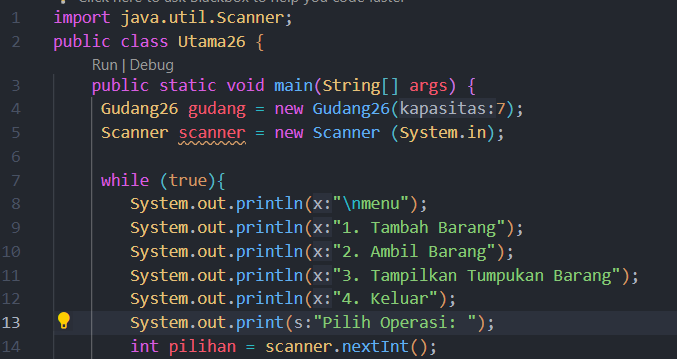 Click here to ask Blackbox to help you code faster
1 import java.util.Scanner;
2 public class Utama26 {
Run | Debug
3 public static void main(String[] args) {
4 Gudang26 gudang = new Gudang26(kapasitas:7);
5 Scanner scanner = new Scanner (System.in);
6
7 while (true){
8 System.out.println(x:"\nmenu");
9 System.out.println(x:"1. Tambah Barang");
10 System.out.println(x:"2. Ambil Barang");
11 System.out.println(x:"3. Tampilkan Tumpukan Barang");
12 System.out.println(x:"4. Keluar");
13 System.out.print(s:"Pilih Operasi: ");
14 int pilihan = scanner.nextInt();